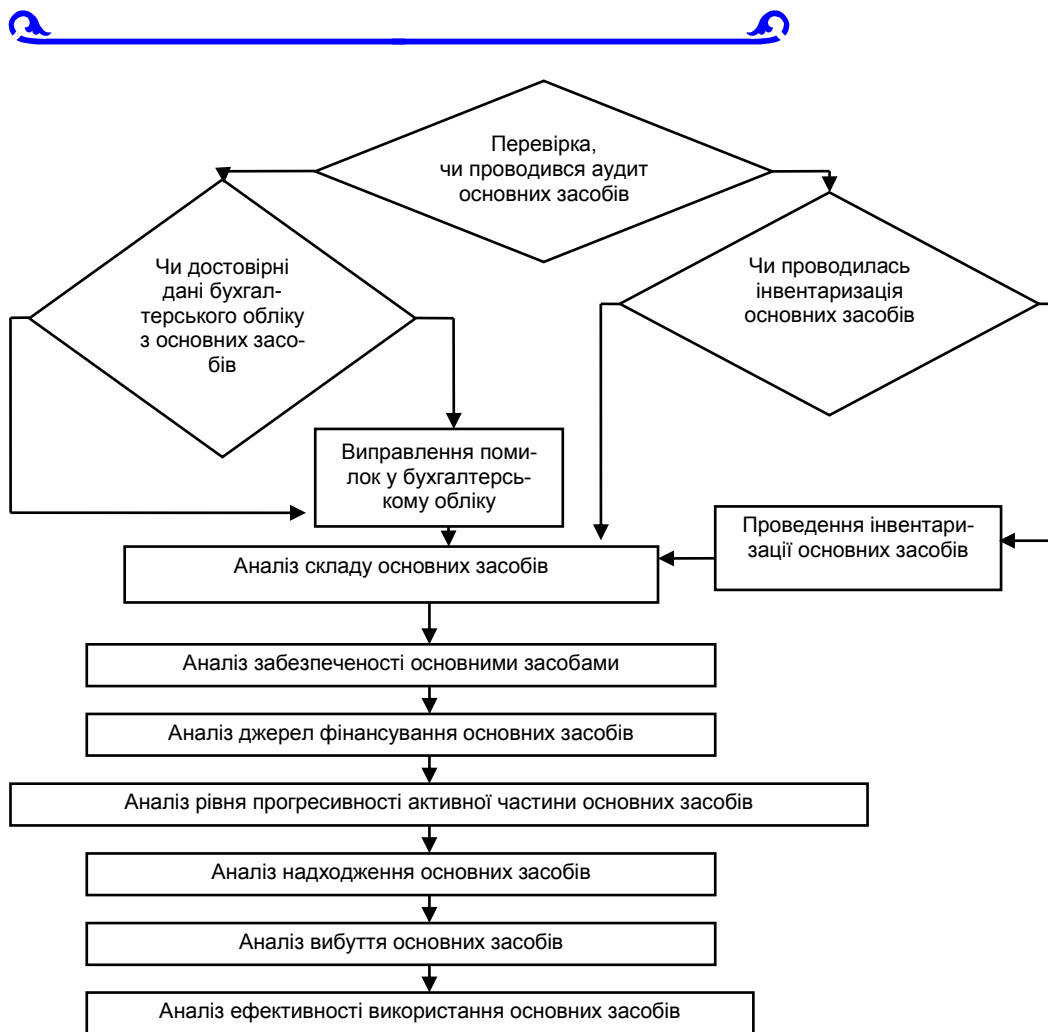 Перевірка,
чи проводився аудит
основних засобів
Чи достовірні
дані бухгал-
терського обліку
з основних засо-
бів
Чи проводилась
інвентаризація
основних засобів
Виправлення поми-
лок у бухгалтерсь-
кому обліку
Проведення інвентари-
зації основних засобів
Аналіз складу основних засобів
Аналіз забезпеченості основними засобами
Аналіз джерел фінансування основних засобів
Аналіз рівня прогресивності активної частини основних засобів
Аналіз надходження основних засобів
Аналіз вибуття основних засобів
Аналіз ефективності використання основних засобів